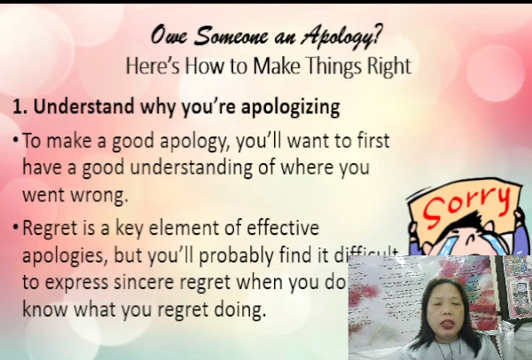 Owe Someone an Apology?
Here's How to Make Things Right
1. Understand why you're apologizing
•To make a good apology, you'll want to first
have a good understanding of where you
went wrong.
•Regret is a key element of effective
apologies, but you'll probably find it difficult
to express sincere regret when you do
know what you regret doing.
Sorry